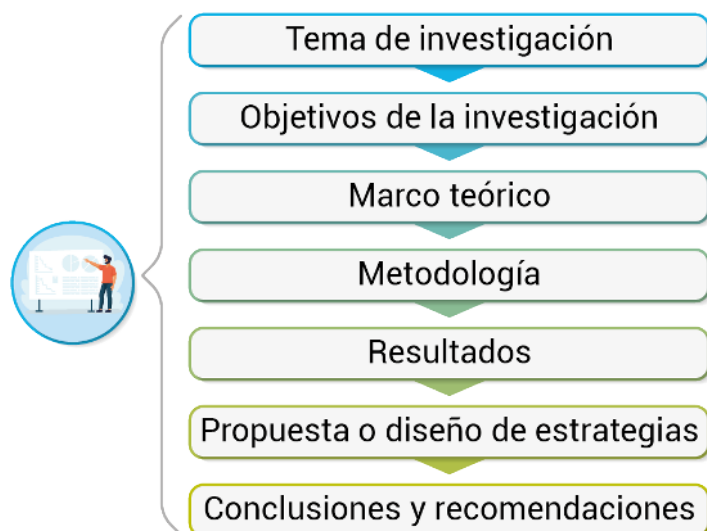 Tema de investigación
Objetivos de la investigación
Marco teórico
Metodología
Resultados
Propuesta o diseño de estrategias
Conclusiones y recomendaciones